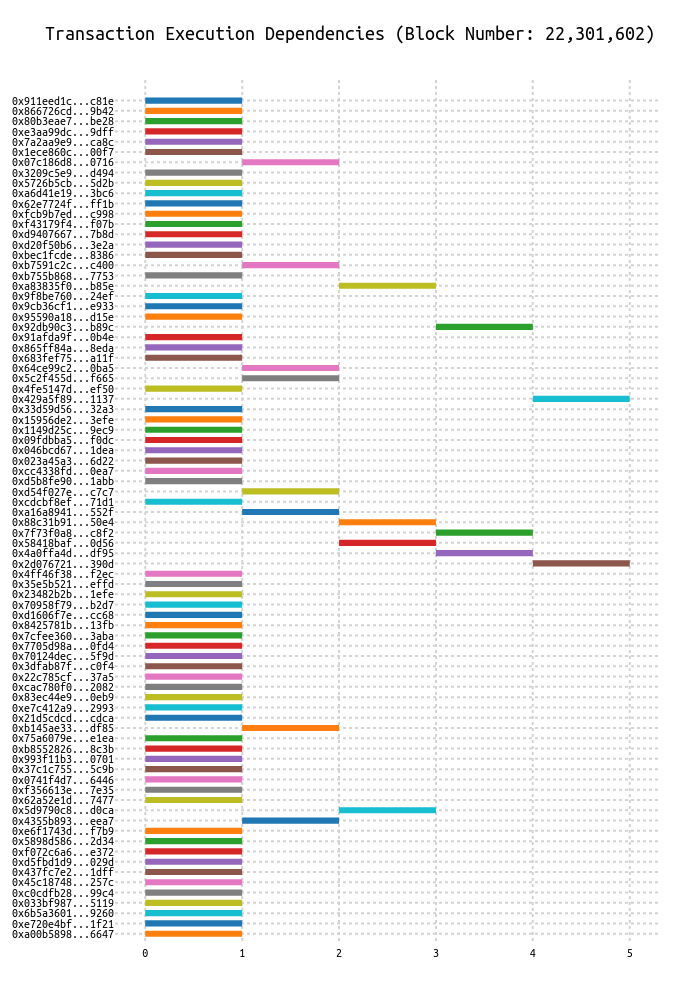 Transaction Execution Dependencies (Block Number: 22,301,602)
0x911eed1c...c81e
0x866726cd...9b42
0x80b3eae7...be28
0xe3aa99dc...9dff
0x7a2aa9e9...ca8c
0x1ece860c...00f7
0x07c186d8...0716
0x3209c5e9...d494
0x5726b5cb...5d2b
0xa6d41e19...3bc6
0x62e7724f...ff1b
0xfcb9b7ed...c998
0xf43179f4...f07b
0xd9407667...7b8d
0xd20f50b6...3e2a
0xbec1fcde...8386
0xb7591c2c...c400
0xb755b868...7753
0xa83835f0...b85e
0x9f8be760...24ef
0x9cb36cf1...e933
0x95590a18...d15e
0x92db90c3...b89c
0x91afda9f...0b4e
0x865ff84a...8eda
0x683fef75...a11f
0x64ce99c2...0ba5
0x5c2f455d...f665
0x4fe5147d...ef50
0x429a5f89...1137
0x33d59d56...32a3
0x15956de2...3efe
0x1149d25c...9ec9
0x09fdbba5...f0dc
0x046bcd67...1dea
0x023a45a3...6d22
0xcc4338fd...0ea7
0xd5b8fe90...1abb
0xd54f027e...c7c7
0xcdcbf8ef...71d1
0xa16a8941...552f
0x88c31b91...50e4
0x7f73f0a8...c8f2
0x58418baf...0d56
0x4a0ffa4d...df95
0x2d076721...390d
0x4ff46f38...f2ec
0x35e5b521...effd
0x23482b2b...1efe
0x70958f79...b2d7
0xd1606f7e...cc68
0x8425781b...13fb
0x7cfee360...3aba
0x7705d98a...0fd4
0x70124dec...5f9d
0x3dfab87f...c0f4
0x22c785cf...37a5
0xcac780f0...2082
0x83ec44e9...0eb9
0xe7c412a9...2993
0x21d5cdcd...cdca
0xb145ae33...df85
0x75a6079e...e1ea
0xb8552826...8c3b
0x993f11b3...0701
0x37c1c755...5c9b
0x0741f4d7...6446
0xf356613e...7e35
0x62a52e1d...7477
0x5d9790c8...d0ca
0x4355b893...eea7
0xe6f1743d...f7b9
0x5898d586...2d34
0xf072c6a6...e372
0xd5fbd1d9...029d
0x437fc7e2...1dff
0x45c18748...257c
0xc0cdfb28...99c4
0x033bf987...5119
0x6b5a3601...9260
0xe720e4bf...1f21
0xa00b5898...6647
0 1 2 3 4 5